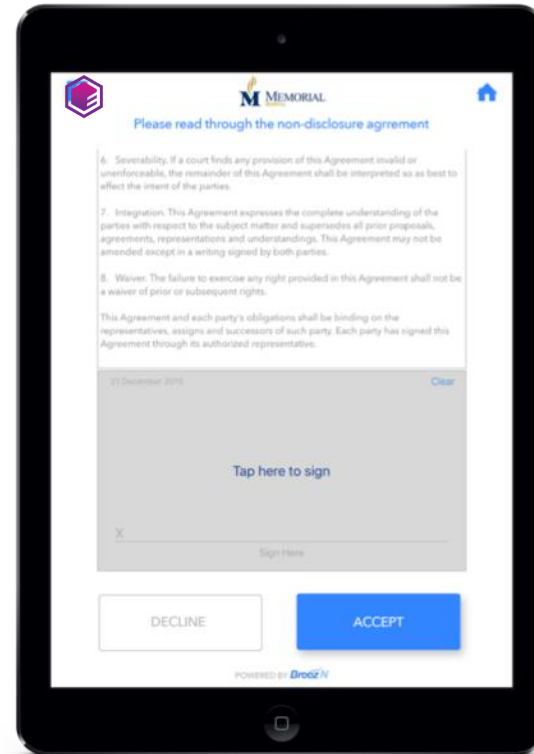 MEMORIAL
Please read through the non-disclosure agrrement
6. Severability. If a court finds any provision of this Agreement invalid or
unenforceable, the remainder of this Agreement shall be interpreted so as best to
effect the intent of the parties.
7. Integration. This Agreement expresses the complete understanding of the
parties with respect to the subject matter and supersedes all prior proposals,
agreements, representations and understandings. This Agreement may not be
amended except in a writing signed by both parties.
8. Waiver. The failure to exercise any right provided in this Agreement shall not be
a waiver of prior or subsequent rights.
This Agreement and each party's obligations shall be binding on the
representatives, assigns and successors of such party. Each party has signed this
Agreement through its authorized representative.
21 December 2015 Clear
Tap here to sign
X
Sign Here
DECLINE ACCEPT
POWERED BY BreezN